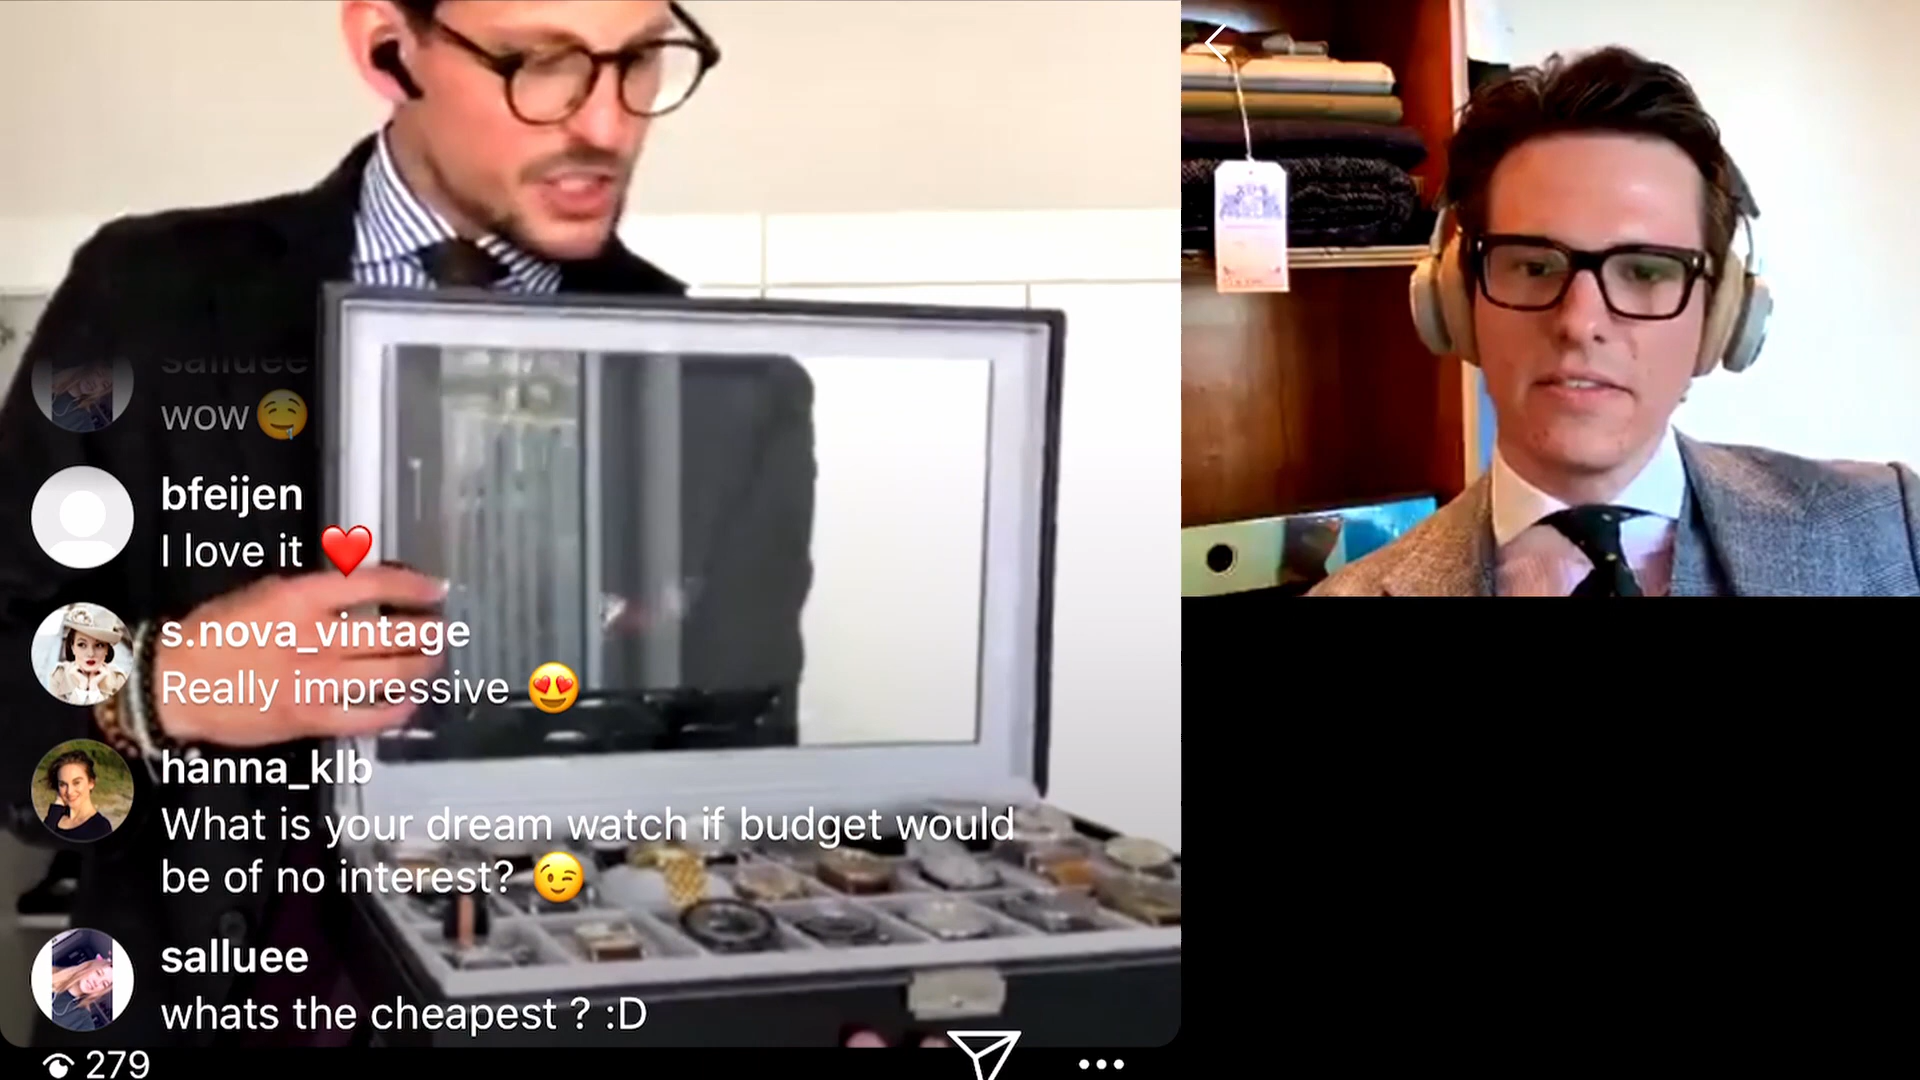 salluee
wow🤤
bfeijen
I love it ❤️
s.nova_vintage
Really impressive 😍
hanna_klb
What is your dream watch if budget would
be of no interest? 😉
salluee
whats the cheapest ? :D
279